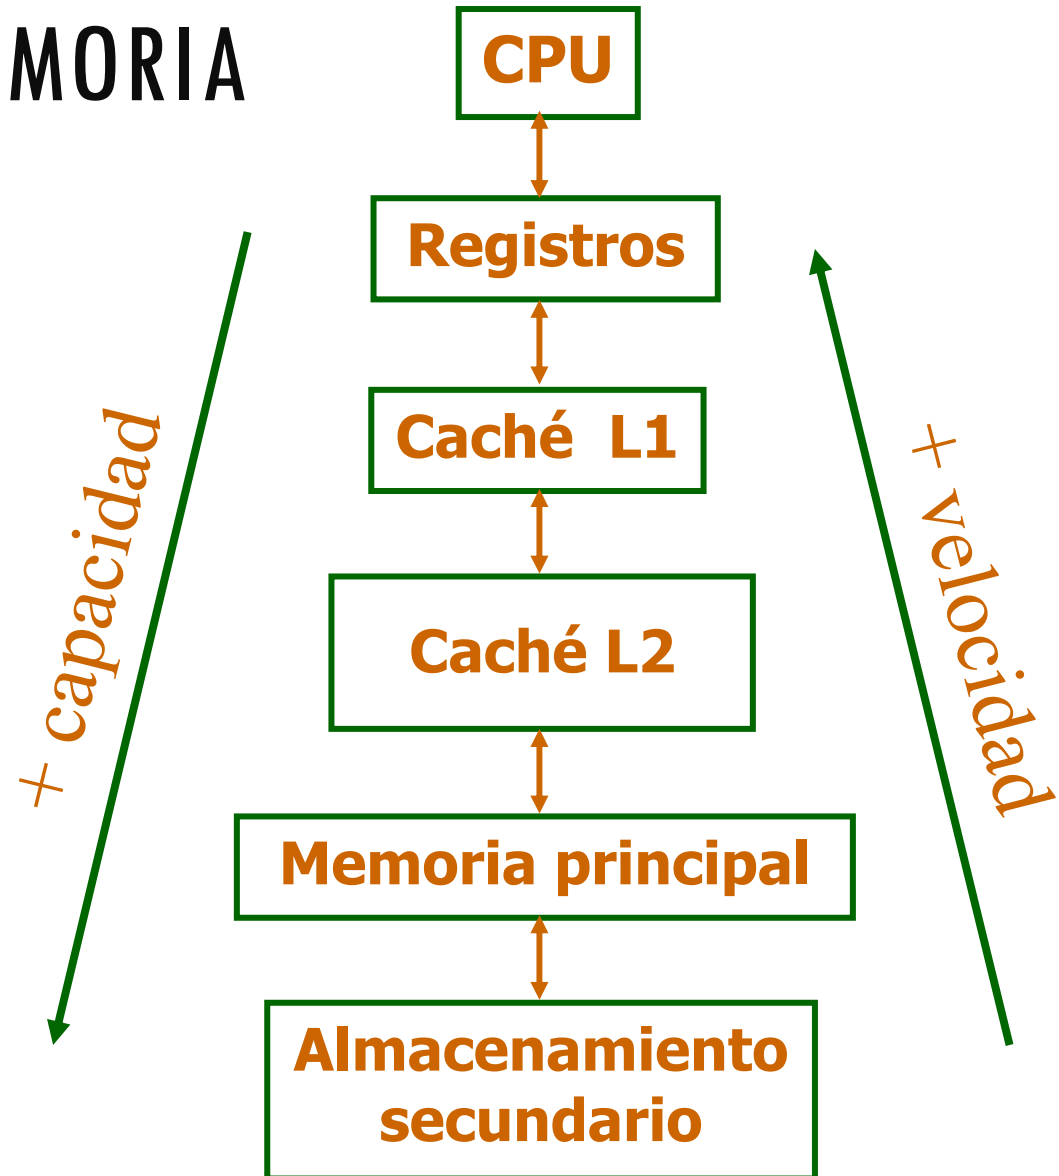 MORIA
CPU
Registros
Caché L1
+ capacidad
+ velocidad
Caché L2
Memoria principal
Almacenamiento
secundario